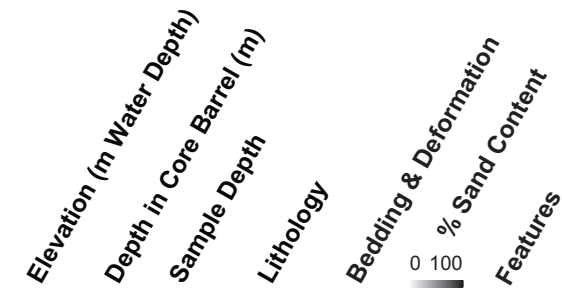 Elevation (m Water Depth)
Depth in Core Barrel (m)
Sample Depth
Lithology
Bedding & Deformation
% Sand Content
0 100
Features